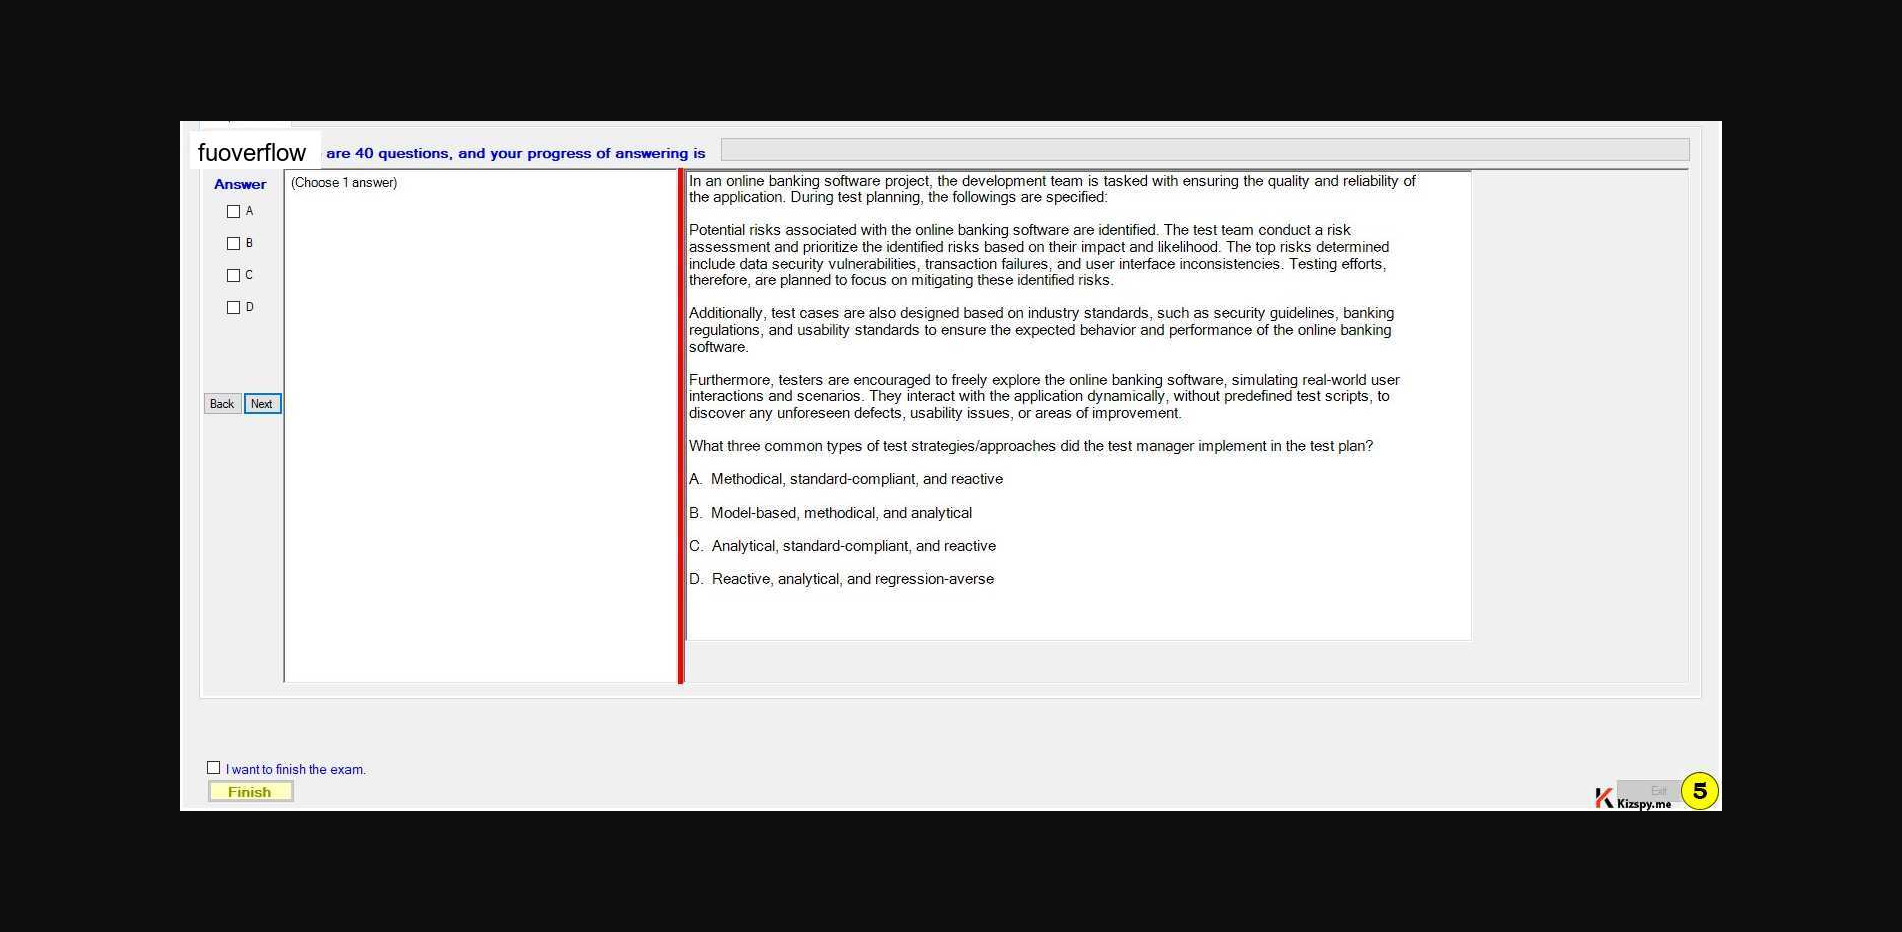 fuoverflow are 40 questions, and your progress of answering is
Answer
A
B
C
D
Back Next
(Choose 1 answer)
In an online banking software project, the development team is tasked with ensuring the quality and reliability of
the application. During test planning, the followings are specified:
Potential risks associated with the online banking software are identified. The test team conduct a risk
assessment and prioritize the identified risks based on their impact and likelihood. The top risks determined
include data security vulnerabilities, transaction failures, and user interface inconsistencies. Testing efforts,
therefore, are planned to focus on mitigating these identified risks.
Additionally, test cases are also designed based on industry standards, such as security guidelines, banking
regulations, and usability standards to ensure the expected behavior and performance of the online banking
software.
Furthermore, testers are encouraged to freely explore the online banking software, simulating real-world user
interactions and scenarios. They interact with the application dynamically, without predefined test scripts, to
discover any unforeseen defects, usability issues, or areas of improvement.
What three common types of test strategies/approaches did the test manager implement in the test plan?
A. Methodical, standard-compliant, and reactive
B. Model-based, methodical, and analytical
C. Analytical, standard-compliant, and reactive
D. Reactive, analytical, and regression-averse
I want to finish the exam.
Finish
Exit
Kizspy.me
5